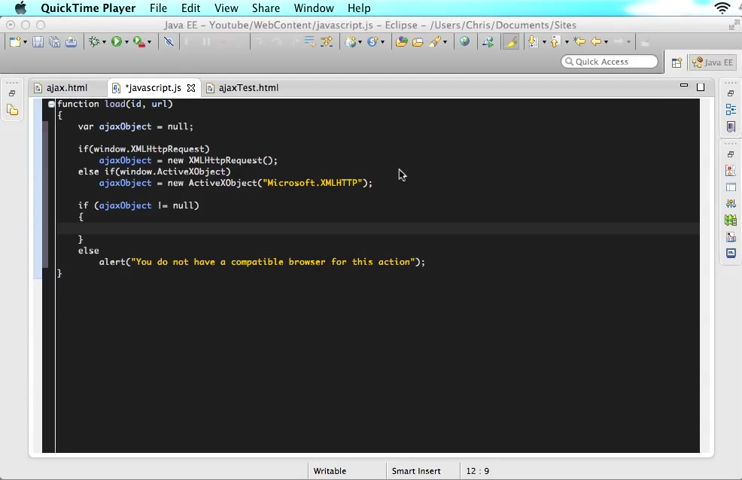 QuickTime Player File Edit View Share Window Help
Java EE - Youtube/WebContent/javascript.js - Eclipse - /Users/Chris/Documents/Sites
Quick Access
Java EE
ajax.html *javascript.js ajaxTest.html
function load(id, url)
{
var ajaxObject = null;
if(window.XMLHttpRequest)
ajaxObject = new XMLHttpRequest();
else if(window.ActiveXObject)
ajaxObject = new ActiveXObject("Microsoft.XMLHTTP");
if (ajaxObject != null)
{
}
else
alert("You do not have a compatible browser for this action");
}
Writable Smart Insert 12 : 9